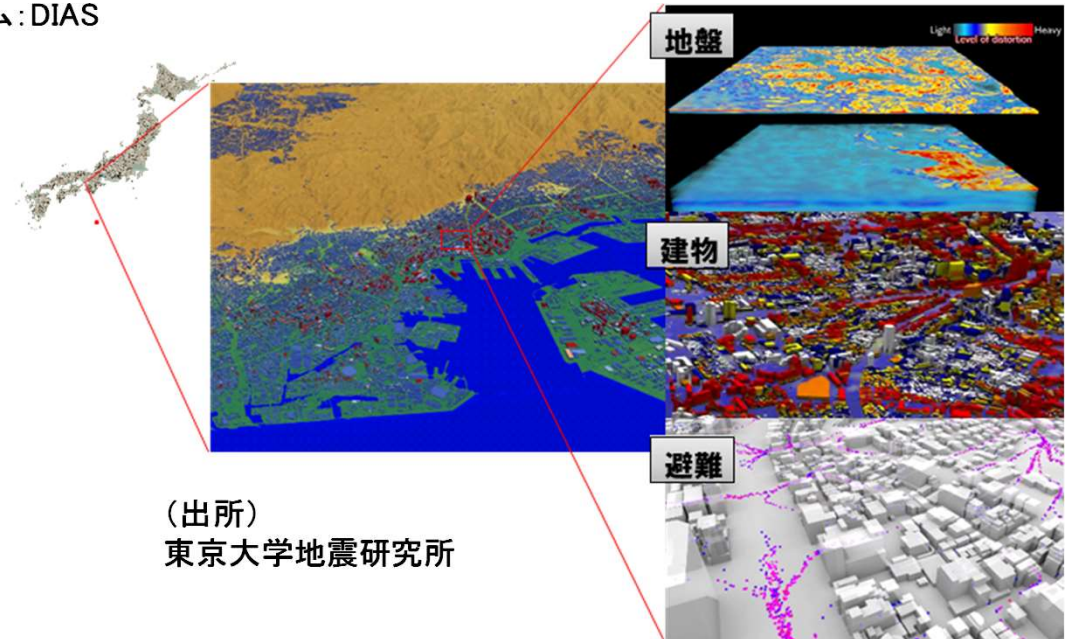 ム:DIAS
地盤
Light Heavy
Level of distortion
建物
避難
（出所）
東京大学地震研究所